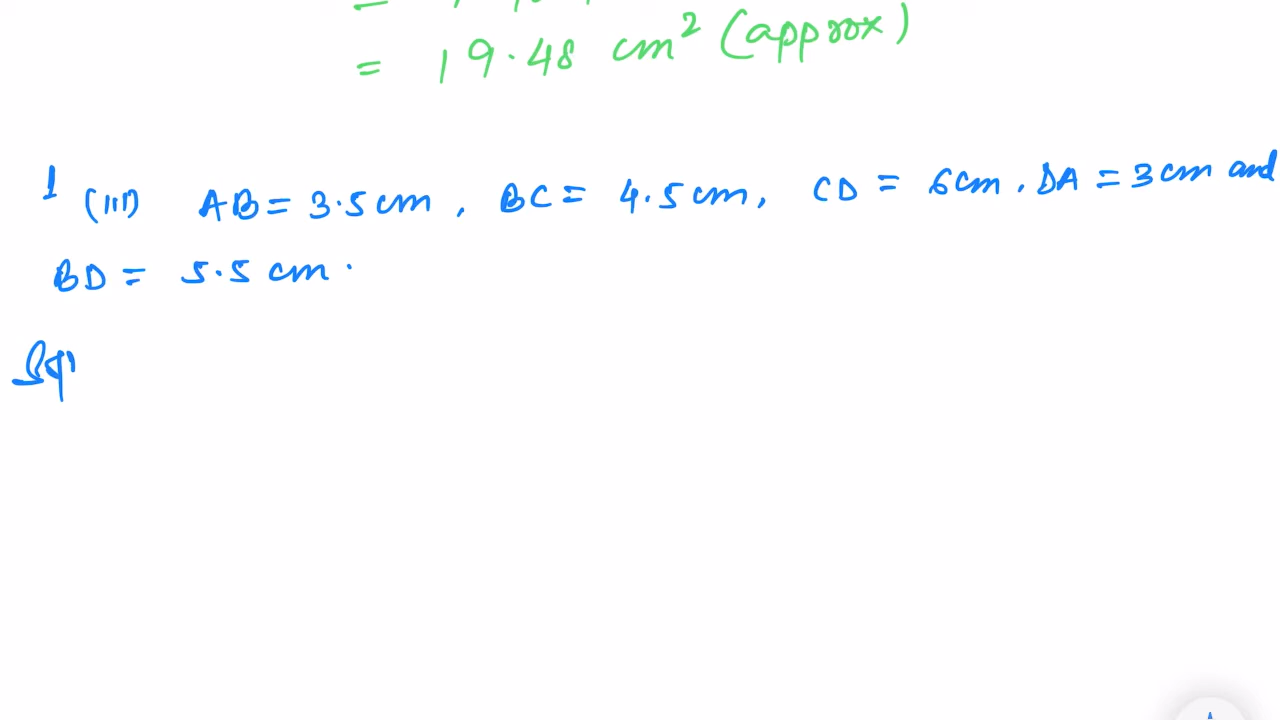 = 19.48 cm² (approx)
1 (iii) AB = 3.5 cm, BC = 4.5 cm, CD = 6cm. DA = 3cm and
BD = 5.5 cm.